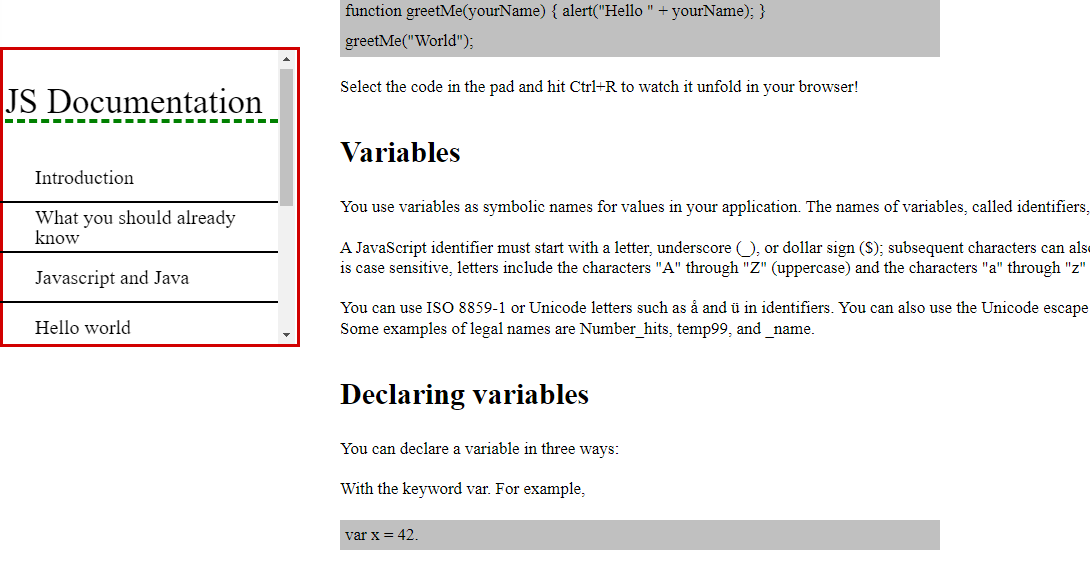 JS Documentation
Introduction
What you should already
know
Javascript and Java
Hello world
function greetMe(yourName) { alert("Hello " + yourName); }
greetMe("World");
Select the code in the pad and hit Ctrl+R to watch it unfold in your browser!
Variables
You use variables as symbolic names for values in your application. The names of variables, called identifiers,
A JavaScript identifier must start with a letter, underscore (_), or dollar sign ($); subsequent characters can also
is case sensitive, letters include the characters "A" through "Z" (uppercase) and the characters "a" through "z"
You can use ISO 8859-1 or Unicode letters such as å and ü in identifiers. You can also use the Unicode escape
Some examples of legal names are Number_hits, temp99, and _name.
Declaring variables
You can declare a variable in three ways:
With the keyword var. For example,
var x = 42.